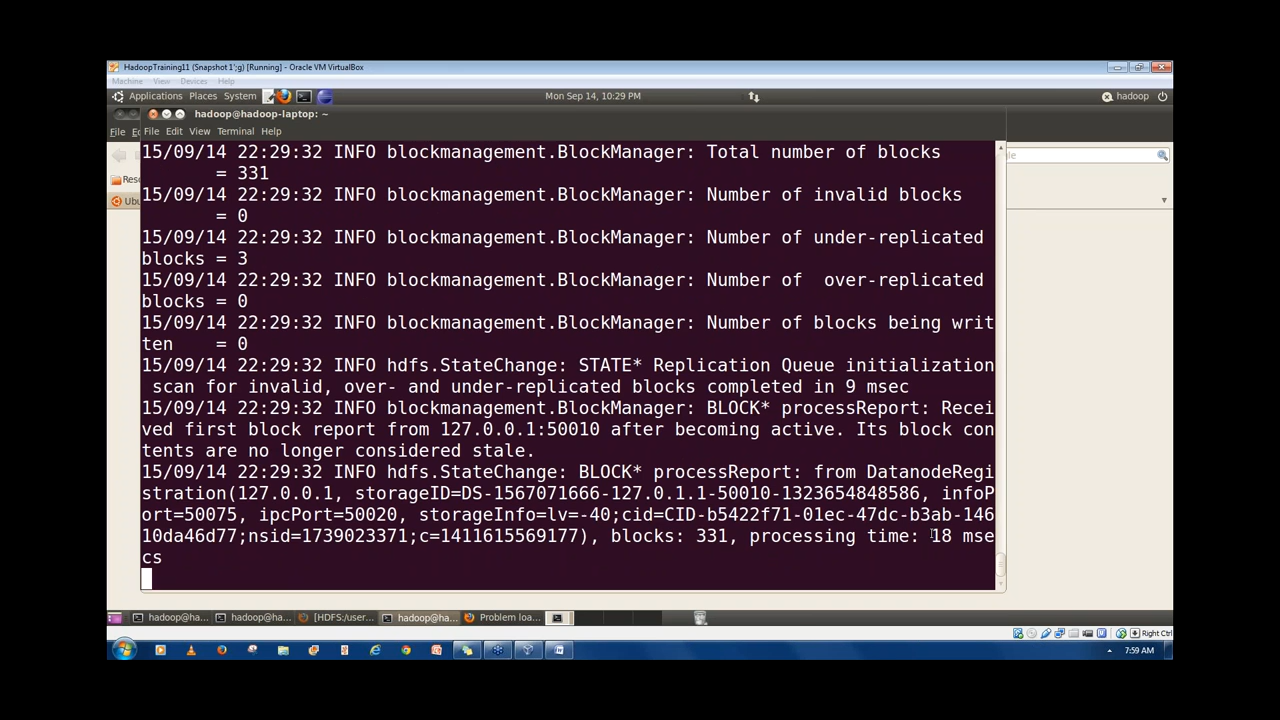 HadoopTraining11 (Snapshot 1';g) [Running] - Oracle VM VirtualBox
Machine View Devices Help
Applications Places System Mon Sep 14, 10:29 PM hadoop
hadoop@hadoop-laptop: ~
File Edit View Terminal Help
15/09/14 22:29:32 INFO blockmanagement.BlockManager: Total number of blocks
= 331
15/09/14 22:29:32 INFO blockmanagement.BlockManager: Number of invalid blocks
= 0
15/09/14 22:29:32 INFO blockmanagement.BlockManager: Number of under-replicated
blocks = 3
15/09/14 22:29:32 INFO blockmanagement.BlockManager: Number of  over-replicated
blocks = 0
15/09/14 22:29:32 INFO blockmanagement.BlockManager: Number of blocks being writ
ten    = 0
15/09/14 22:29:32 INFO hdfs.StateChange: STATE* Replication Queue initialization
scan for invalid, over- and under-replicated blocks completed in 9 msec
15/09/14 22:29:32 INFO blockmanagement.BlockManager: BLOCK* processReport: Recei
ved first block report from 127.0.0.1:50010 after becoming active. Its block con
tents are no longer considered stale.
15/09/14 22:29:32 INFO hdfs.StateChange: BLOCK* processReport: from DatanodeRegi
stration(127.0.0.1, storageID=DS-1567071666-127.0.1.1-50010-1323654848586, infoP
ort=50075, ipcPort=50020, storageInfo=lv=-40;cid=CID-b5422f71-01ec-47dc-b3ab-146
10da46d77;nsid=1739023371;c=1411615569177), blocks: 331, processing time: 18 mse
cs
hadoop@ha... hadoop@ha... [HDFS:/user... hadoop@ha... Problem loa...
Right Ctrl
7:59 AM